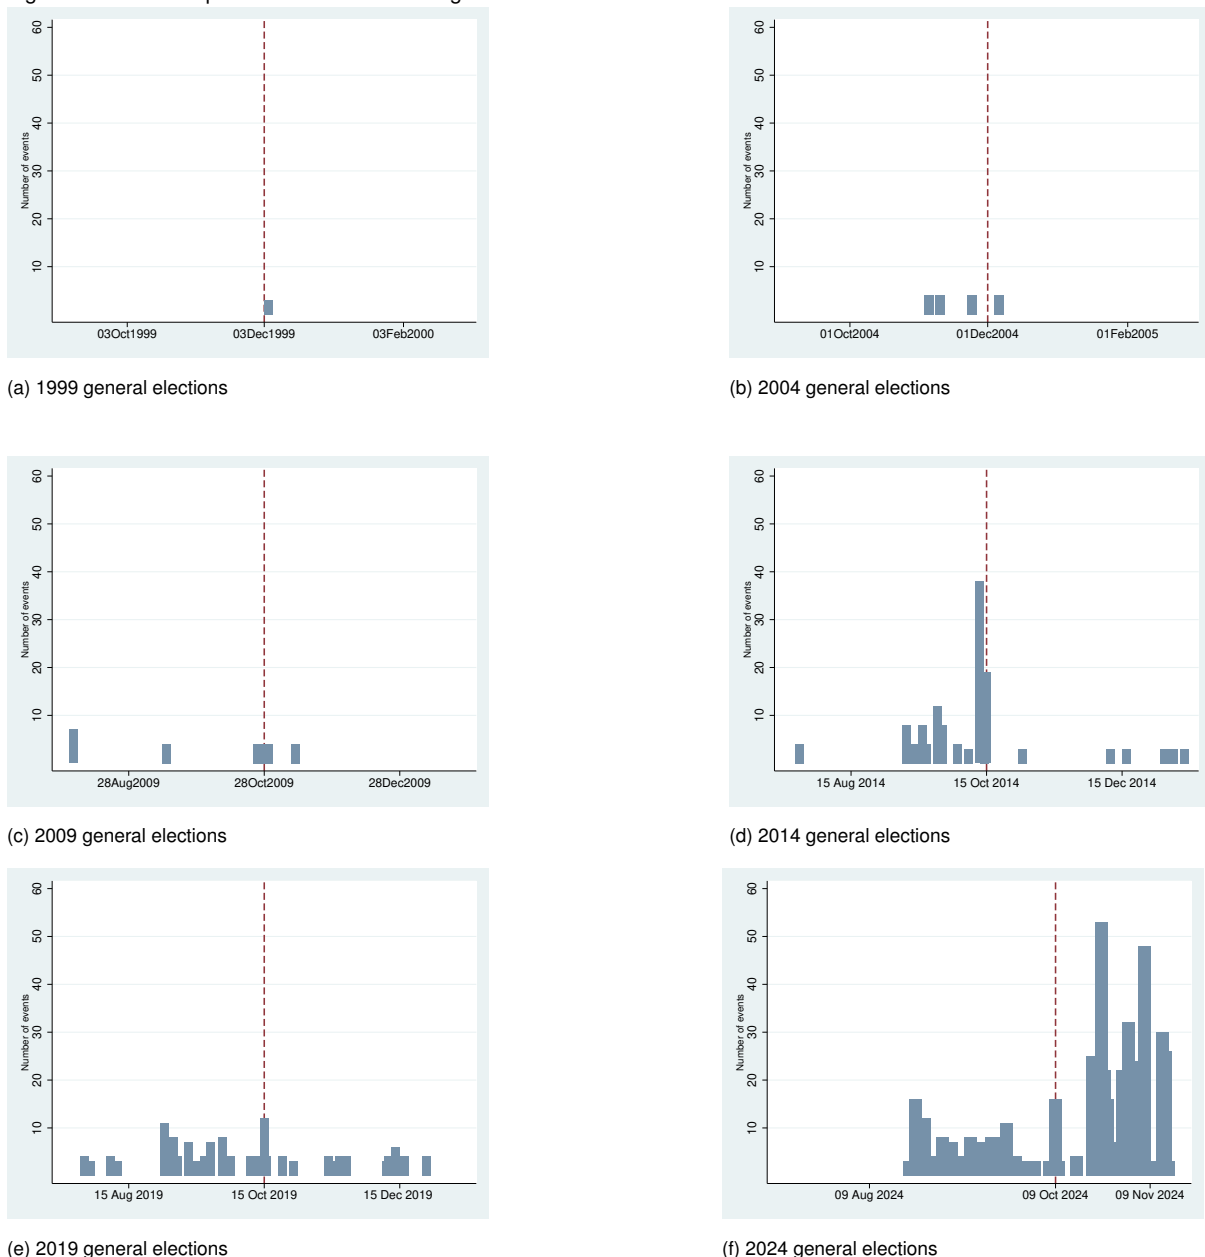 60
50
40
30
20
10
Number of events
03Oct1999 03Dec1999 03Feb2000
(a) 1999 general elections
60
50
40
30
20
10
Number of events
01Oct2004 01Dec2004 01Feb2005
(b) 2004 general elections
60
50
40
30
20
10
Number of events
28Aug2009 28Oct2009 28Dec2009
(c) 2009 general elections
60
50
40
30
20
10
Number of events
15 Aug 2014 15 Oct 2014 15 Dec 2014
(d) 2014 general elections
60
50
40
30
20
10
Number of events
15 Aug 2019 15 Oct 2019 15 Dec 2019
(e) 2019 general elections
60
50
40
30
20
10
Number of events
09 Aug 2024 09 Oct 2024 09 Nov 2024
(f) 2024 general elections